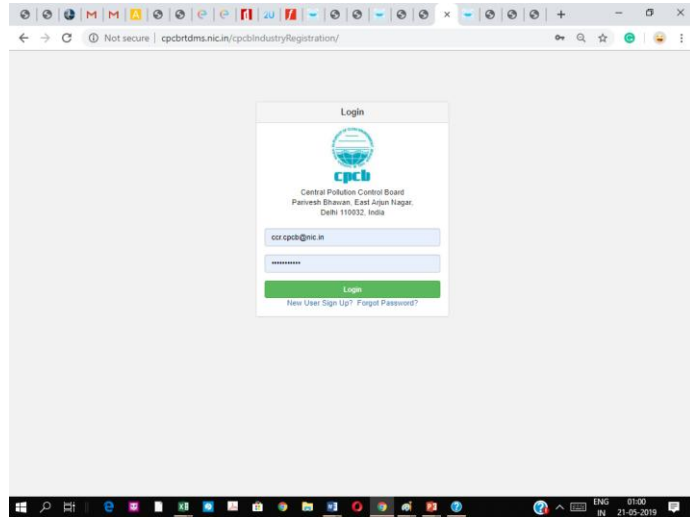 Not secure | cpcbrtdms.nic.in/cpcbIndustryRegistration/
Login
cpcb
Central Pollution Control Board
Parivesh Bhawan, East Arjun Nagar,
Delhi 110032, India
ccr.cpcb@nic.in
Login
New User Sign Up? Forgot Password?
ENG 01:00
IN 21-05-2019